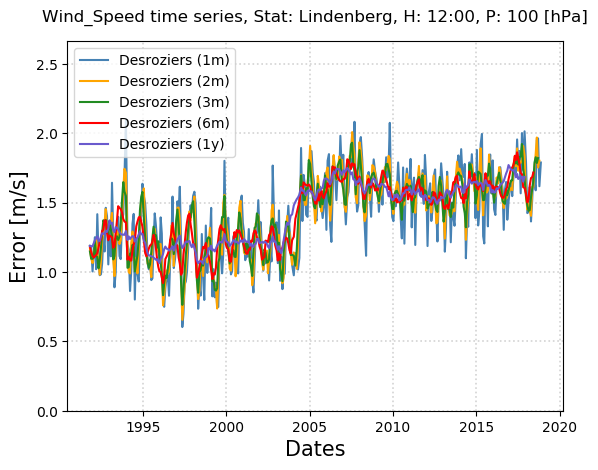 Wind_Speed time series, Stat: Lindenberg, H: 12:00, P: 100 [hPa]
Desroziers (1m)
Desroziers (2m)
Desroziers (3m)
Desroziers (6m)
Desroziers (1y)
Error [m/s]
2.5
2.0
1.5
1.0
0.5
0.0
1995 2000 2005 2010 2015 2020
Dates